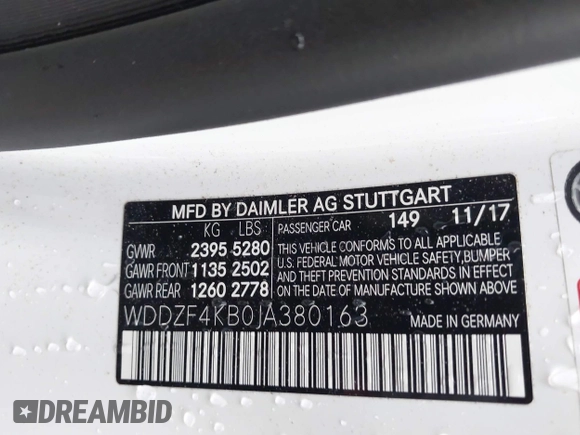 MFD BY DAIMLER AG STUTTGART
KG LBS PASSENGER CAR 149 11/17
GVWR 2395 5280
GAWR FRONT 1135 2502
GAWR REAR 1260 2778
THIS VEHICLE CONFORMS TO ALL APPLICABLE
U.S. FEDERAL MOTOR VEHICLE SAFETY, BUMPER
AND THEFT PREVENTION STANDARDS IN EFFECT
ON THE DATE OF MANUFACTURE SHOWN ABOVE.
WDDZF4KB0JA380163 MADE IN GERMANY
DREAMBID